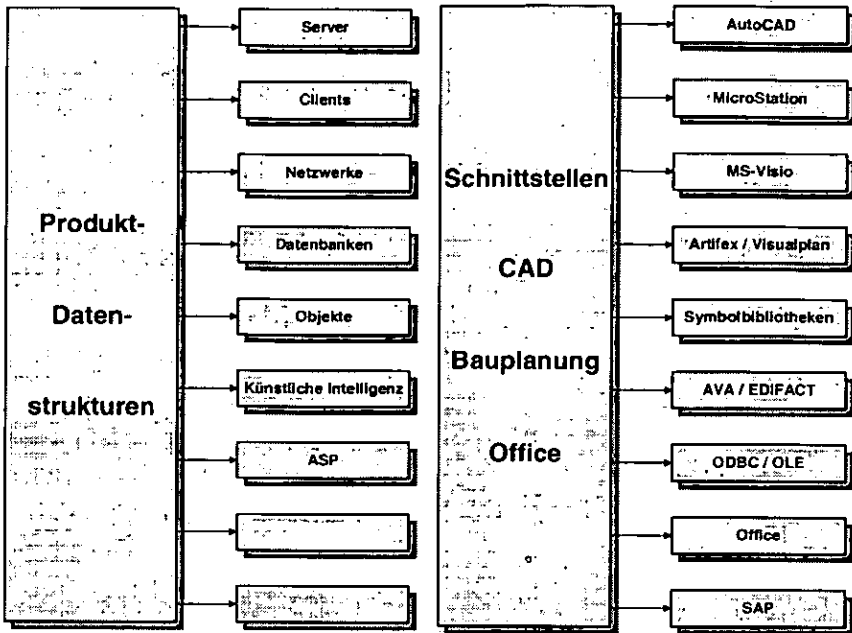 Produkt-
Daten-
strukturen
Server
Clients
Netzwerke
Datenbanken
Objekte
Künstliche Intelligenz
ASP
Schnittstellen
CAD
Bauplanung
Office
AutoCAD
MicroStation
MS-Visio
Artifex / Visualplan
Symbolbibliotheken
AVA / EDIFACT
ODBC / OLE
Office
SAP